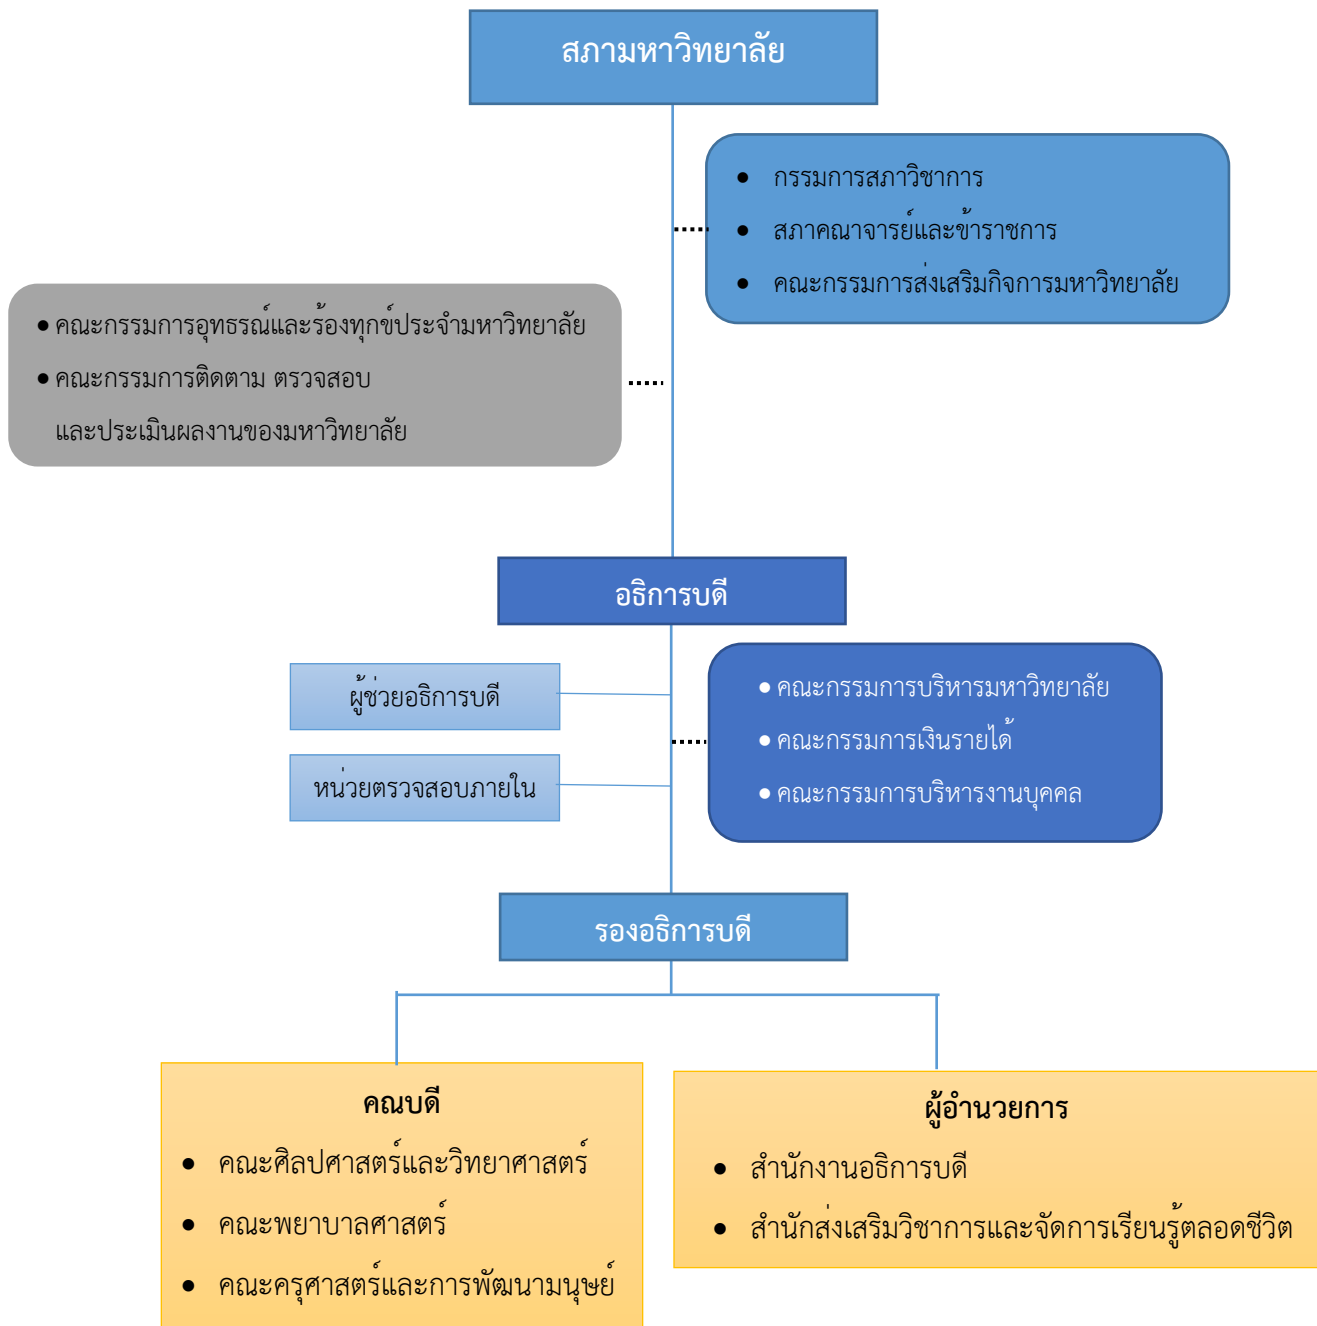 สภามหาวิทยาลัย
● กรรมการสภาวิชาการ
● สภาคณาจารย์และข้าราชการ
● คณะกรรมการส่งเสริมกิจการมหาวิทยาลัย
● คณะกรรมการอุทธรณ์และร้องทุกข์ประจำมหาวิทยาลัย
● คณะกรรมการติดตาม ตรวจสอบ
และประเมินผลงานของมหาวิทยาลัย
อธิการบดี
ผู้ช่วยอธิการบดี
หน่วยตรวจสอบภายใน
● คณะกรรมการบริหารมหาวิทยาลัย
● คณะกรรมการเงินรายได้
● คณะกรรมการบริหารงานบุคคล
รองอธิการบดี
คณบดี
● คณะศิลปศาสตร์และวิทยาศาสตร์
● คณะพยาบาลศาสตร์
● คณะครุศาสตร์และการพัฒนามนุษย์
ผู้อำนวยการ
● สำนักงานอธิการบดี
● สำนักส่งเสริมวิชาการและจัดการเรียนรู้ตลอดชีวิต